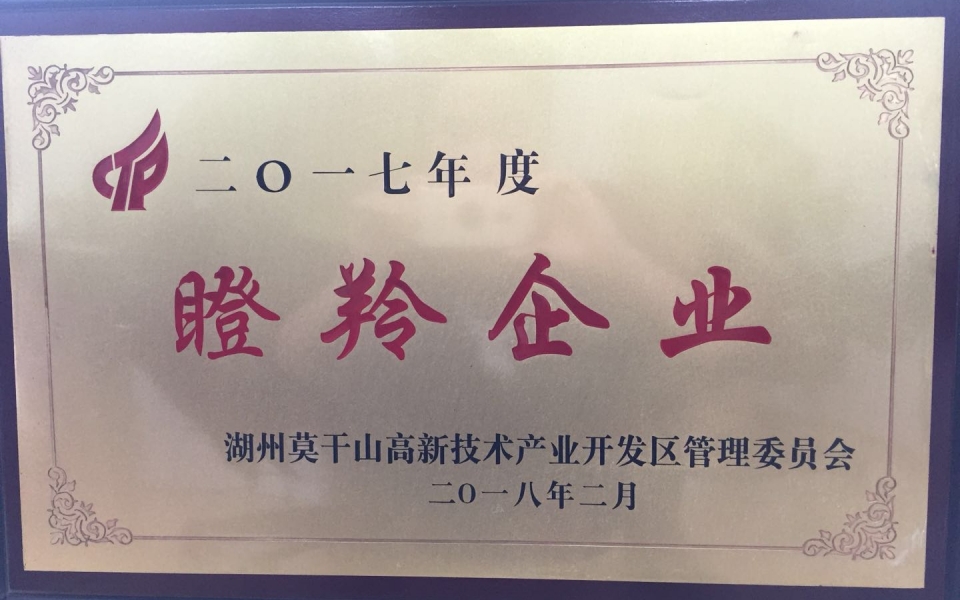 二〇一七年度
瞪羚企业
湖州莫干山高新技术产业开发区管理委员会
二〇一八年二月